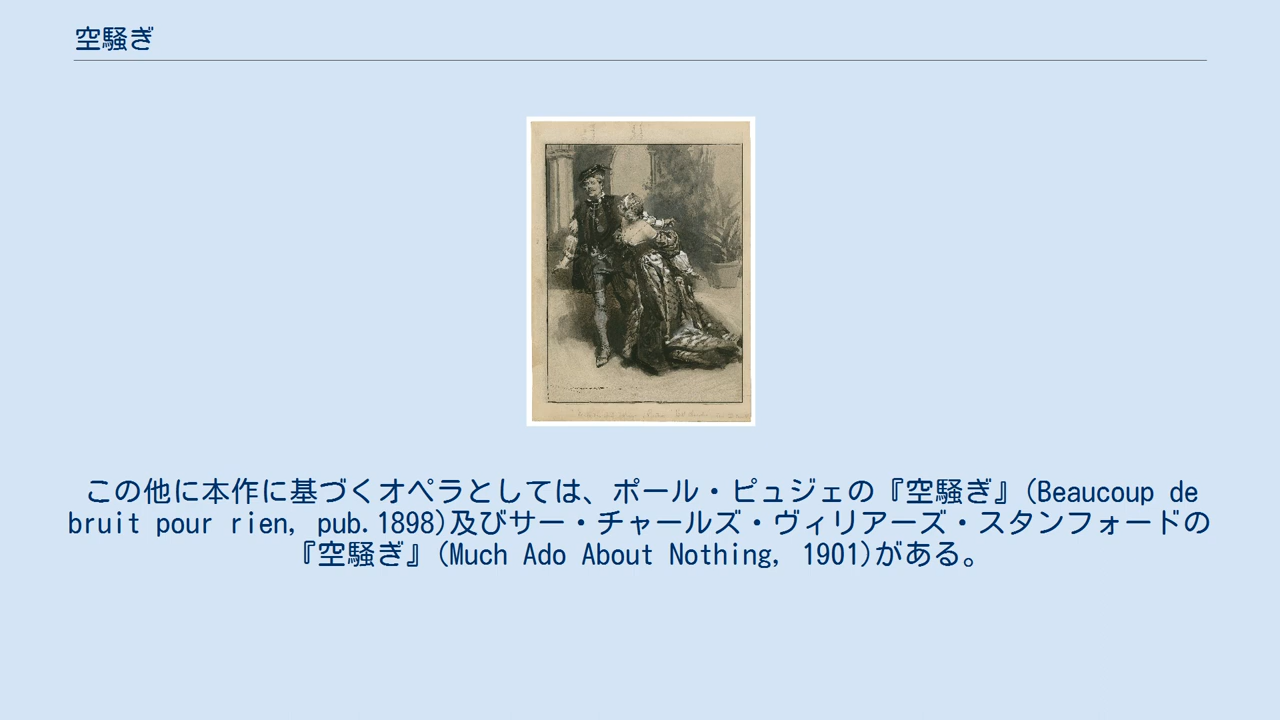 空騒ぎ
この他に本作に基づくオペラとしては、ポール・ピュジェの『空騒ぎ』(Beaucoup de
bruit pour rien, pub.1898)及びサー・チャールズ・ヴィリアーズ・スタンフォードの
『空騒ぎ』(Much Ado About Nothing, 1901)がある。